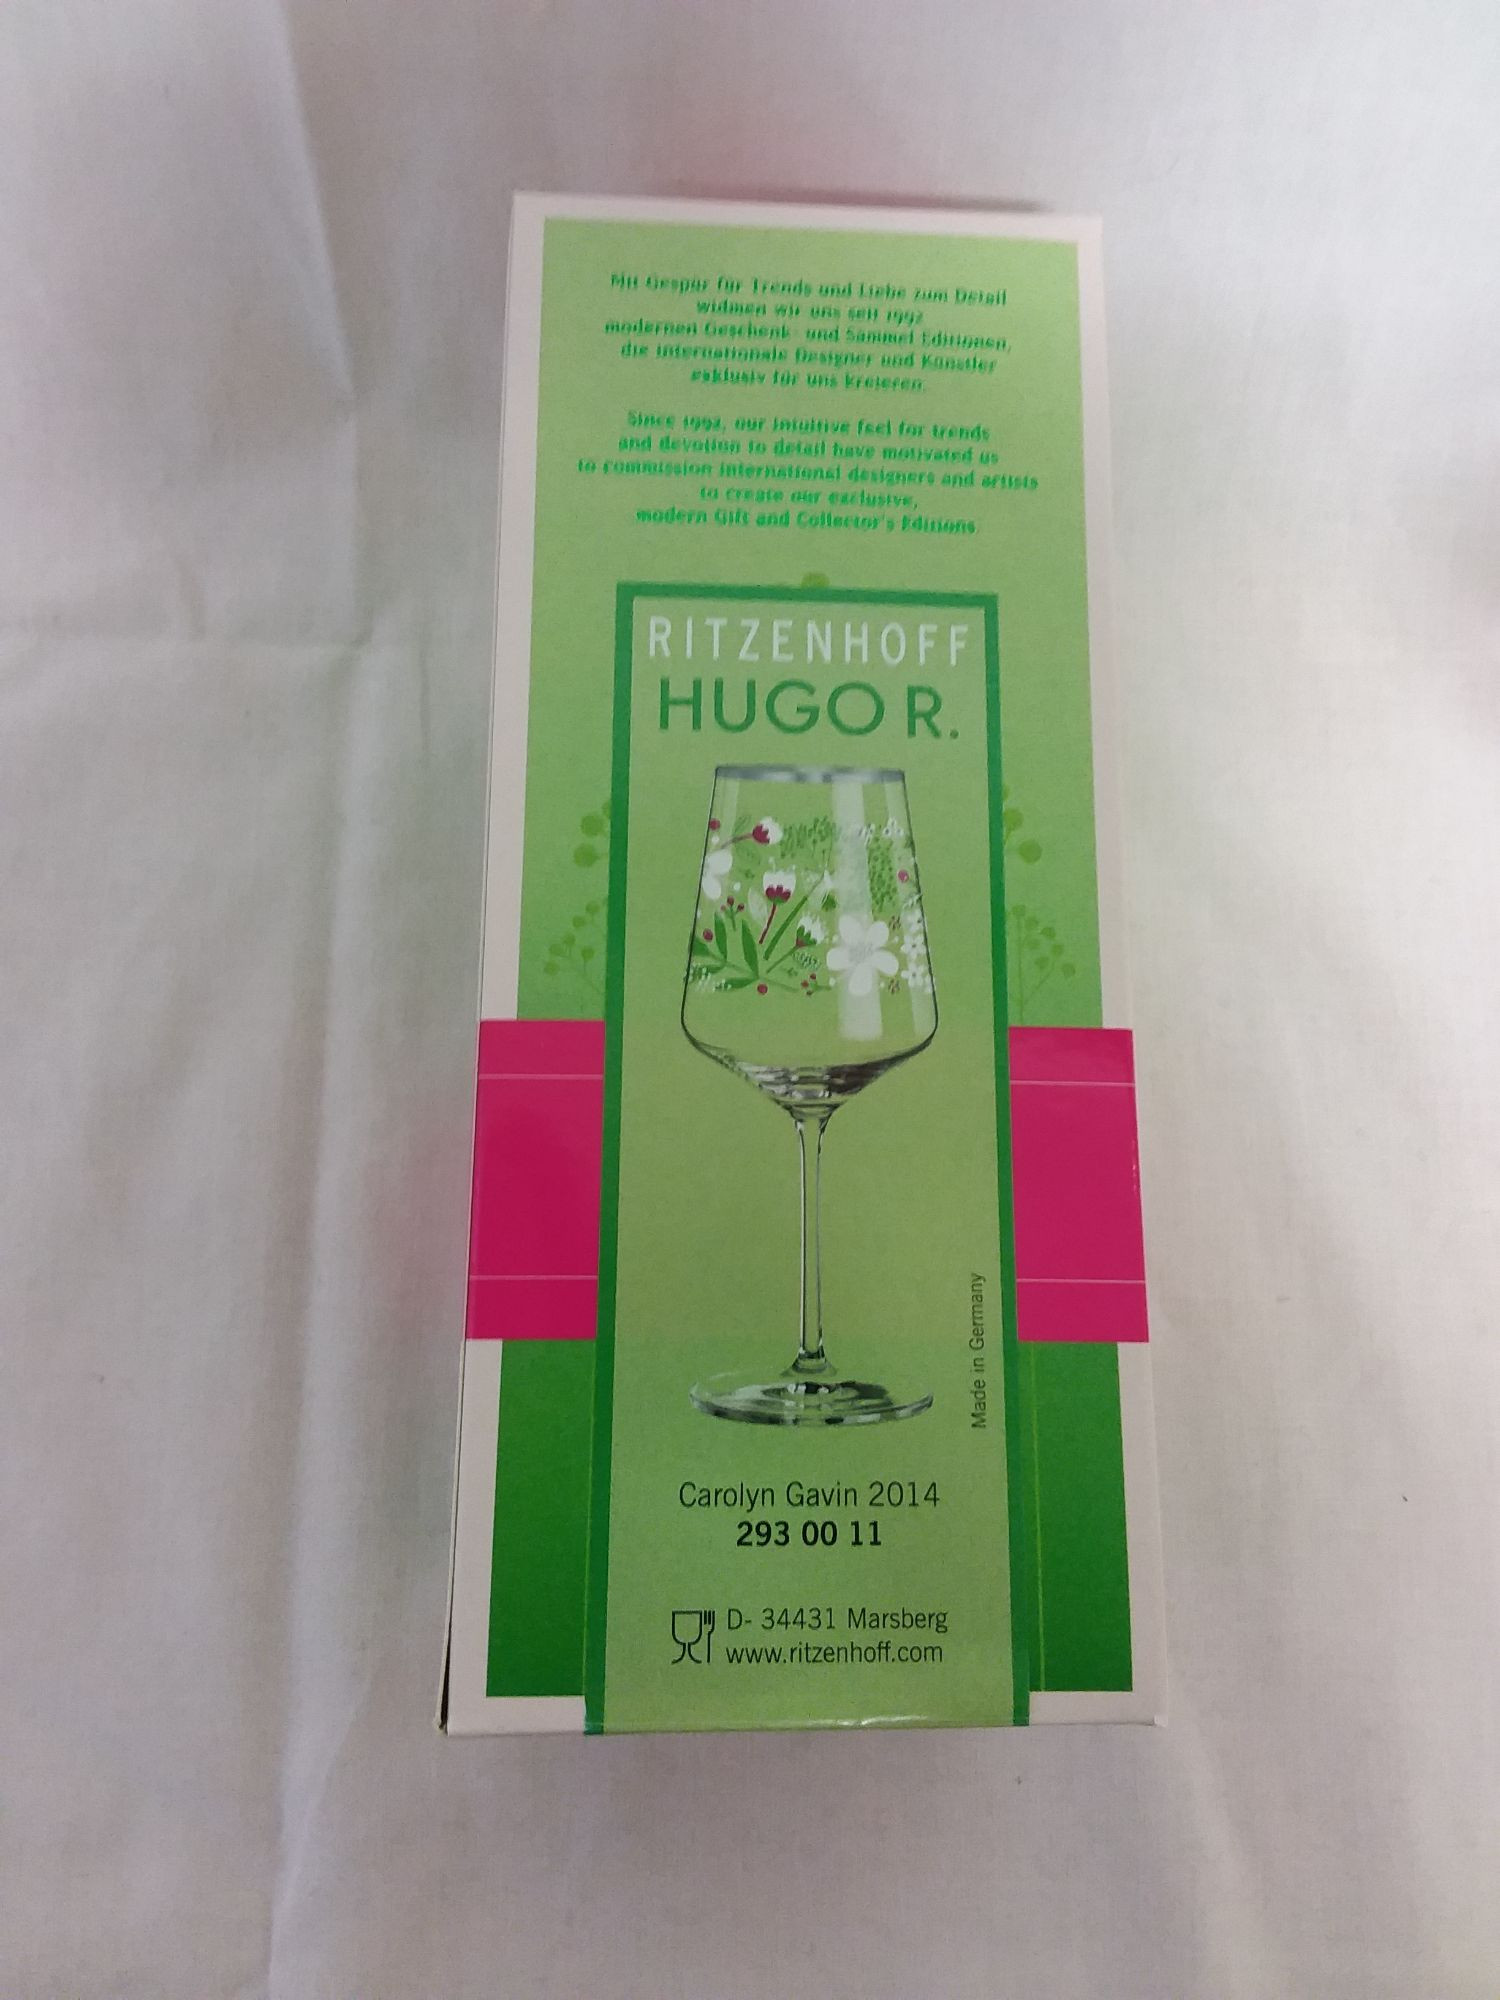 Mit Gespür für Trends und Liebe zum Detail
widmen wir uns seit 1992
modernen Geschenk- und Sammel Editionen,
die internationale Designer und Künstler
exklusiv für uns kreieren.
Since 1992, our intuitive feel for trends
and devotion to detail have motivated us
to commission international designers and artists
to create our exclusive,
modern Gift and Collector's Editions.
RITZENHOFF
HUGO R.
Made in Germany
Carolyn Gavin 2014
293 00 11
D- 34431 Marsberg
www.ritzenhoff.com